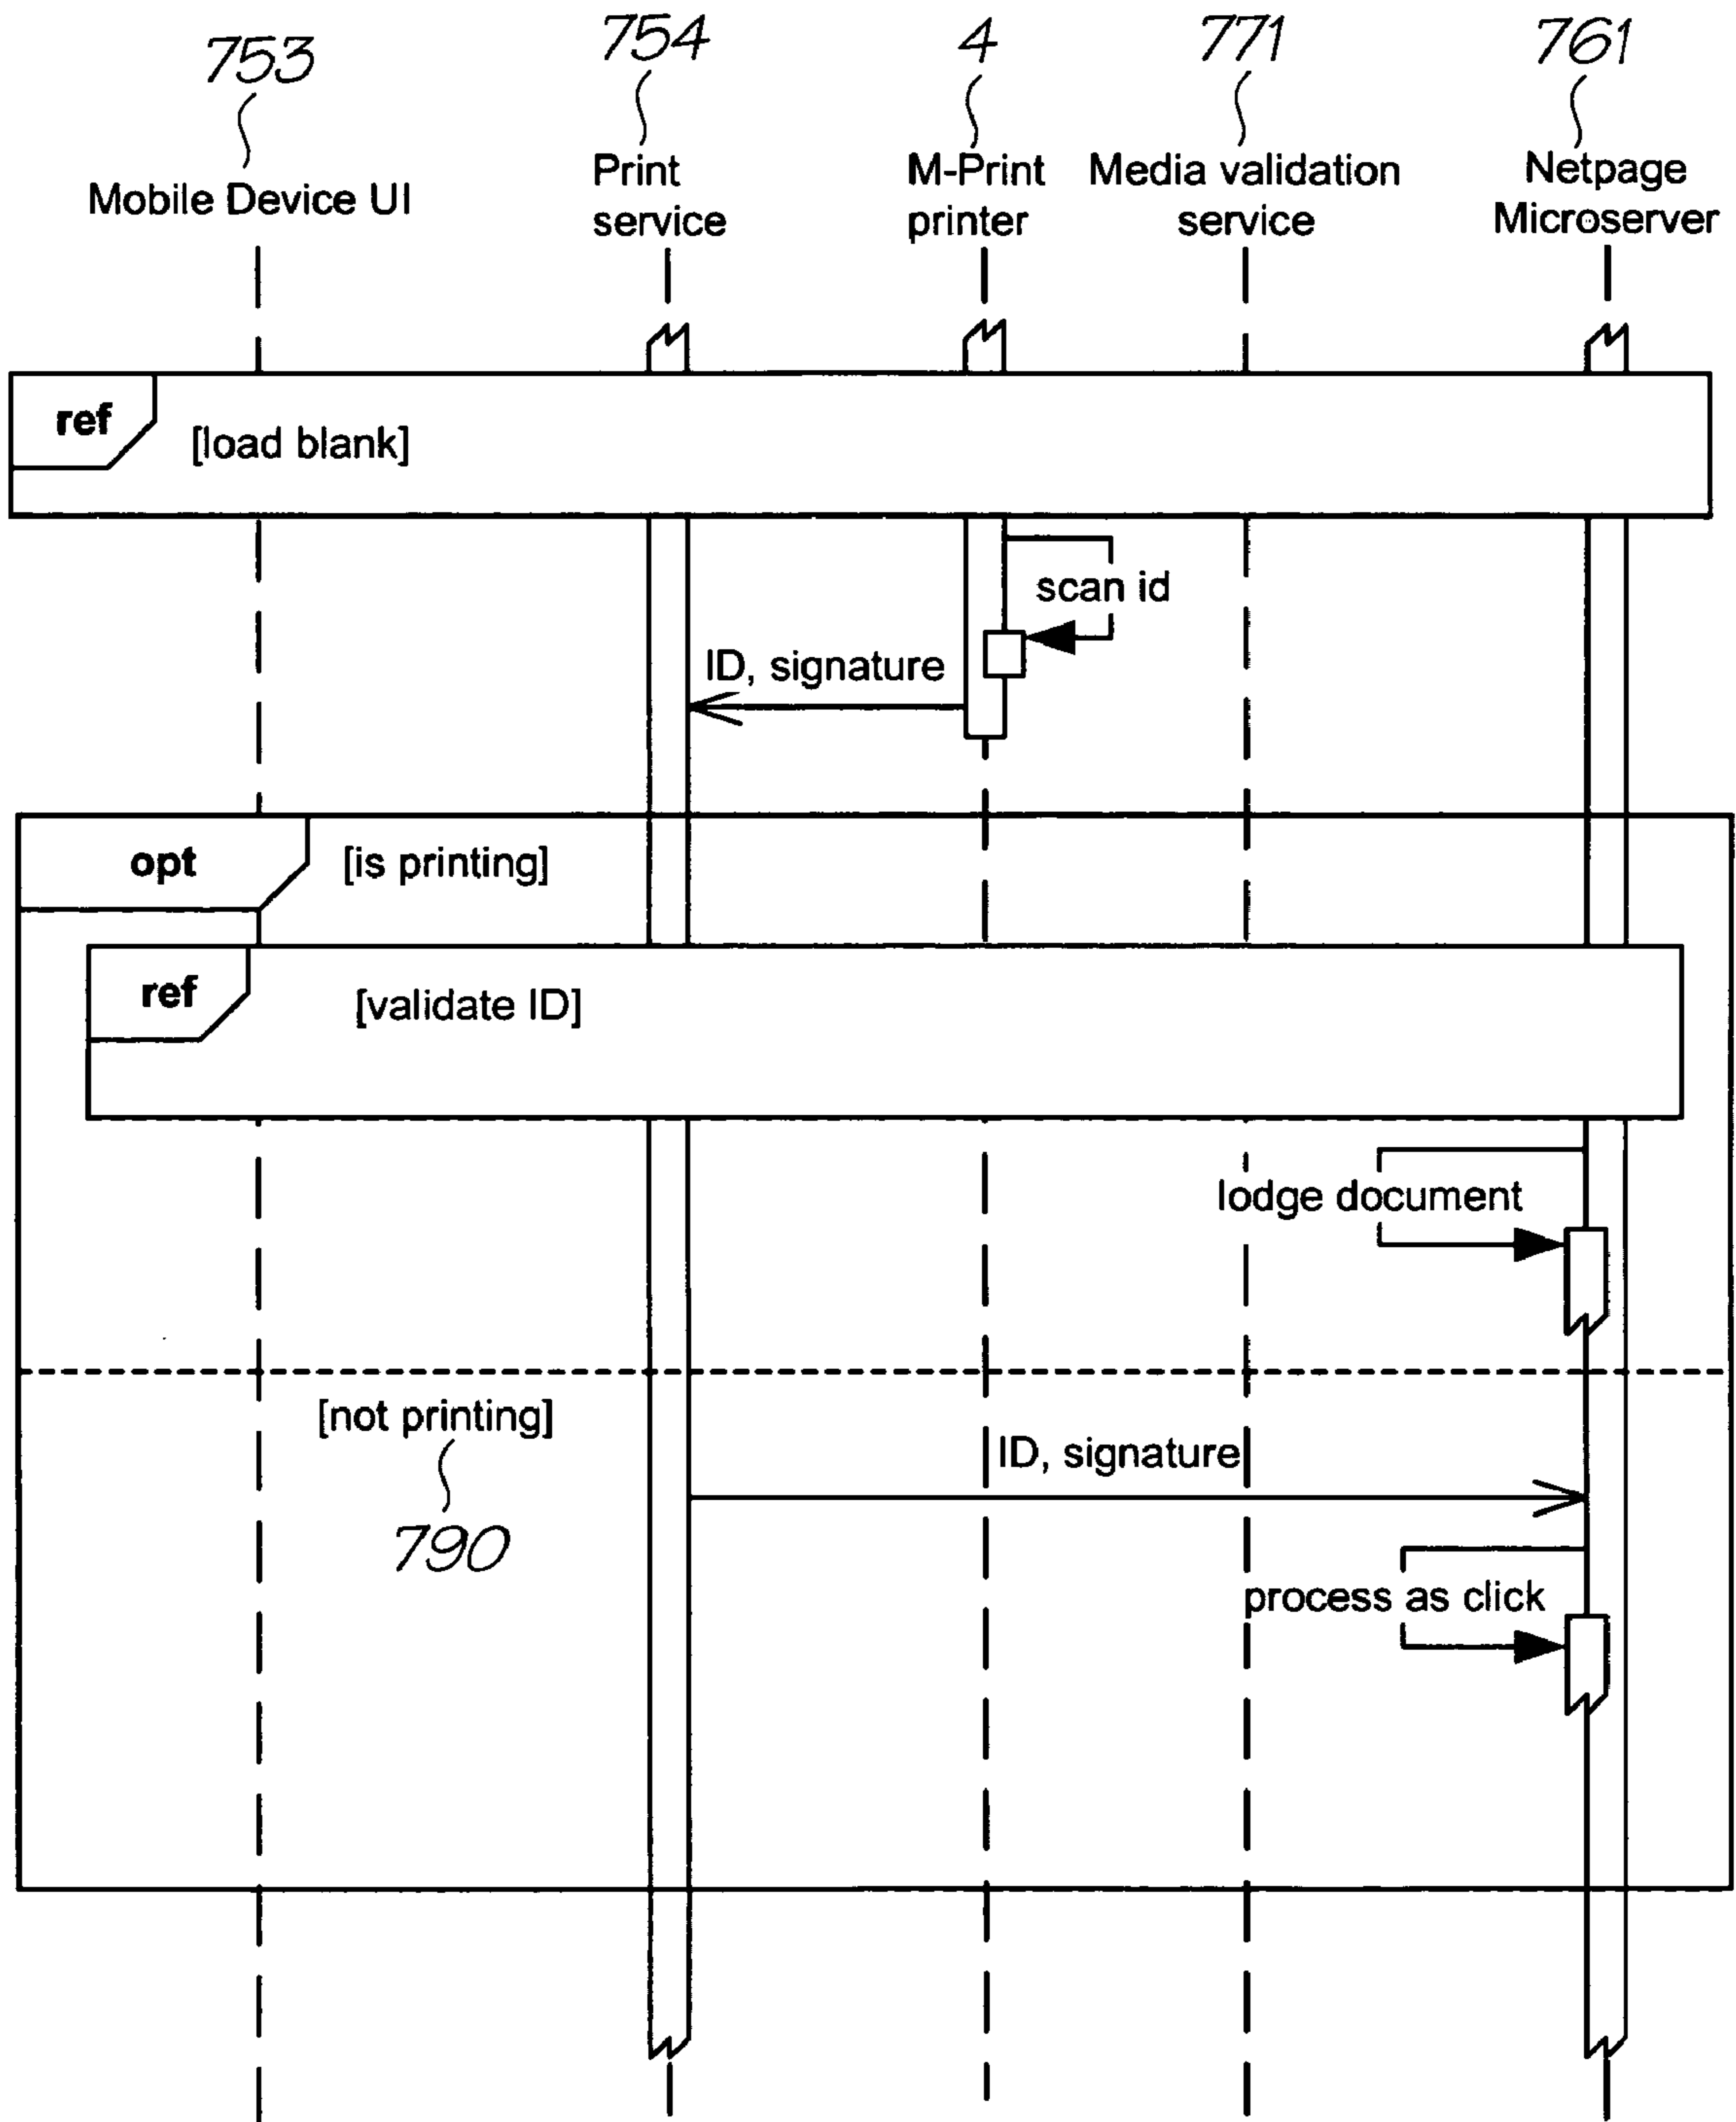 753
754
4
771
761
Mobile Device UI
Print
service
M-Print
printer
Media validation
service
Netpage
Microserver
ref
[load blank]
scan id
ID, signature
opt
[is printing]
ref
[validate ID]
lodge document
[not printing]
790
ID, signature
process as click